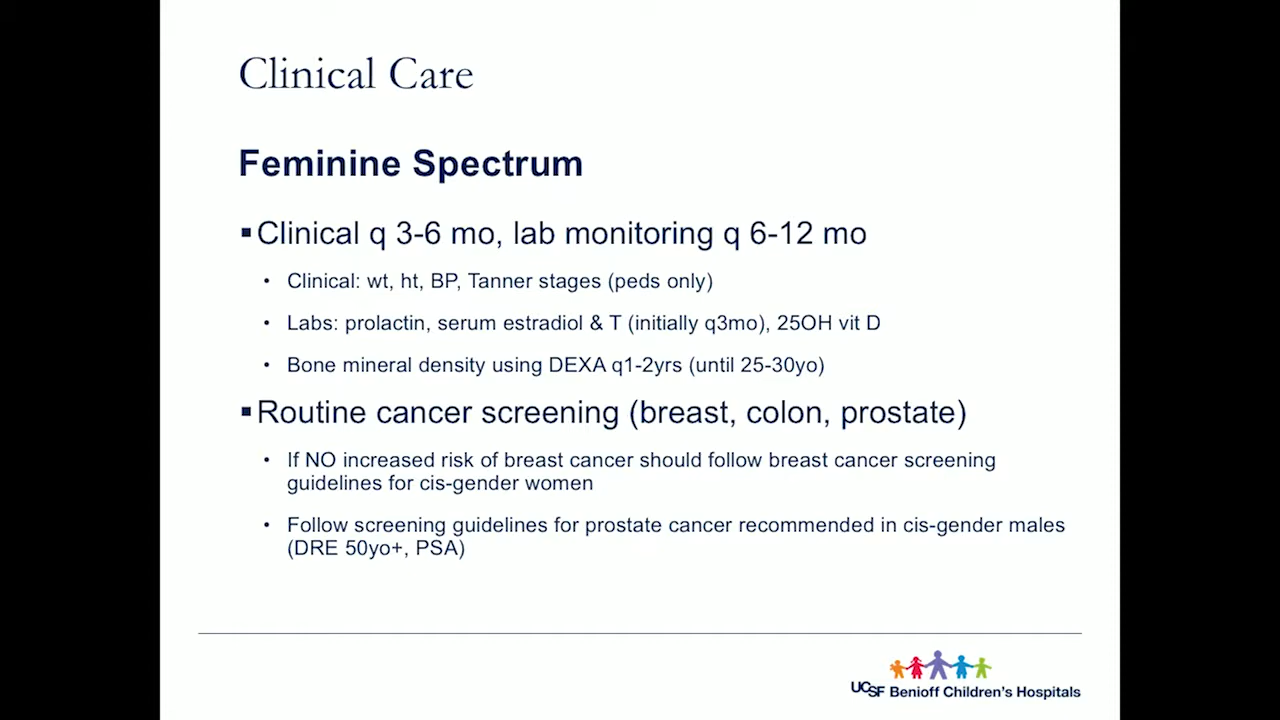 Clinical Care
Feminine Spectrum
▪Clinical q 3-6 mo, lab monitoring q 6-12 mo
• Clinical: wt, ht, BP, Tanner stages (peds only)
• Labs: prolactin, serum estradiol & T (initially q3mo), 25OH vit D
• Bone mineral density using DEXA q1-2yrs (until 25-30yo)
▪Routine cancer screening (breast, colon, prostate)
• If NO increased risk of breast cancer should follow breast cancer screening
guidelines for cis-gender women
• Follow screening guidelines for prostate cancer recommended in cis-gender males
(DRE 50yo+, PSA)
UCSF Benioff Children's Hospitals